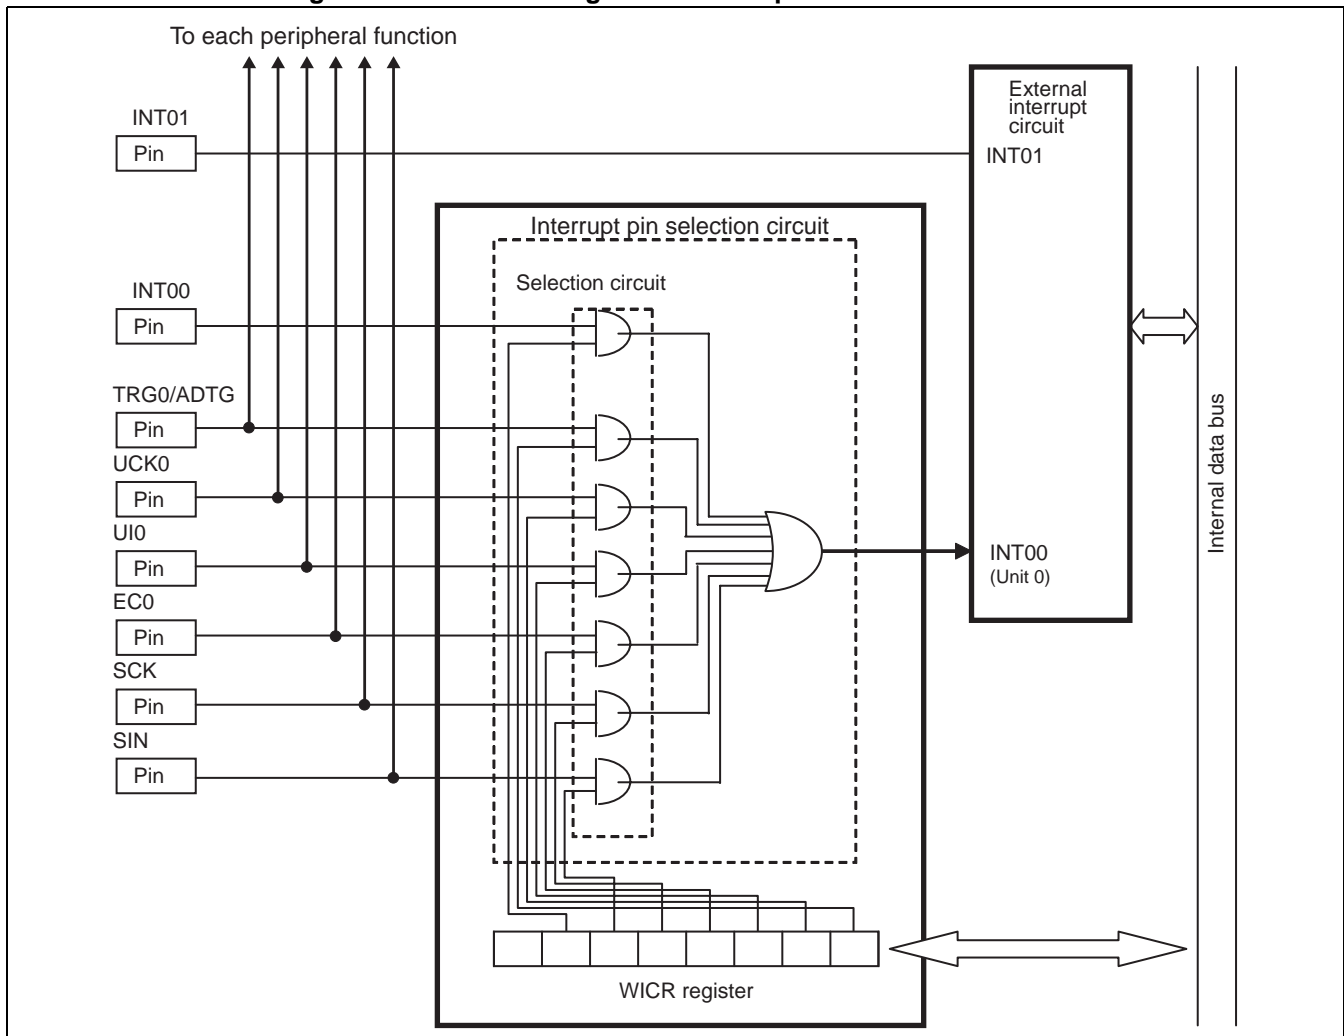 To each peripheral function
INT01
Pin
External
interrupt
circuit
INT01
Interrupt pin selection circuit
Selection circuit
INT00
Pin
TRG0/ADTG
Pin
UCK0
Pin
UI0
Pin
EC0
Pin
SCK
Pin
SIN
Pin
INT00
(Unit 0)
Internal data bus
WICR register